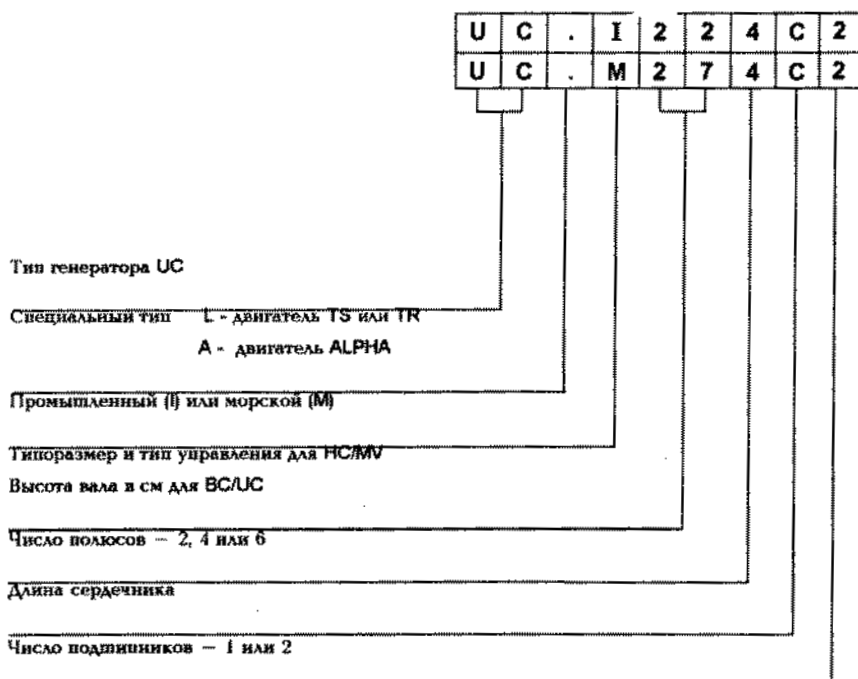 U C . I 2 2 4 C 2
U C . M 2 7 4 C 2
Тип генератора UC
Специальный тип L - двигатель TS или TR
A - двигатель ALPHA
Промышленный (I) или морской (M)
Типоразмер и тип управления для HC/MV
Высота вала в см для BC/UC
Число полюсов — 2, 4 или 6
Длина сердечника
Число подшипников — 1 или 2